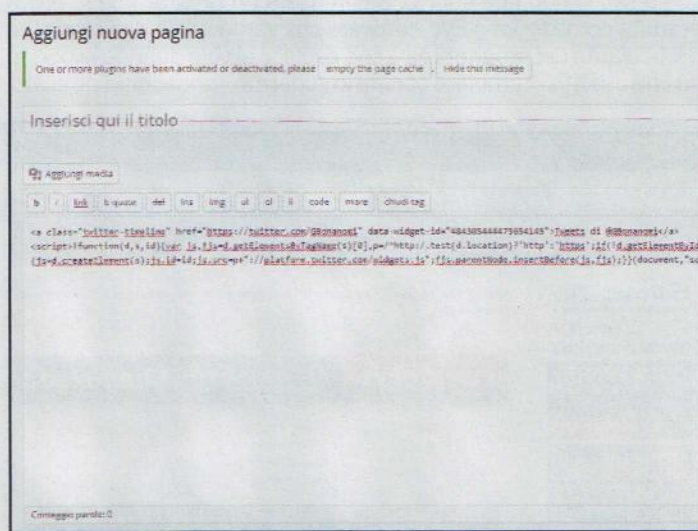 Aggiungi nuova pagina
One or more plugins have been activated or deactivated, please empty the page cache . Hide this message
Inserisci qui il titolo
Aggiungi media
b i link b-quote del ins img ul ol li code more chiudi tag
<a class="twitter-timeline" href="https://twitter.com/GBonanomi" data-widget-id="484305444479954145">Tweets di @GBonanomi</a>
<script>!function(d,s,id){var js,fjs=d.getElementsByTagName(s)[0],p=/^http:/.test(d.location)?'http':'https';if(!d.getElementById
{js=d.createElement(s);js.id=id;js.src=p+"://platform.twitter.com/widgets.js";fjs.parentNode.insertBefore(js,fjs);}}(document,"sc
Conteggio parole: 0